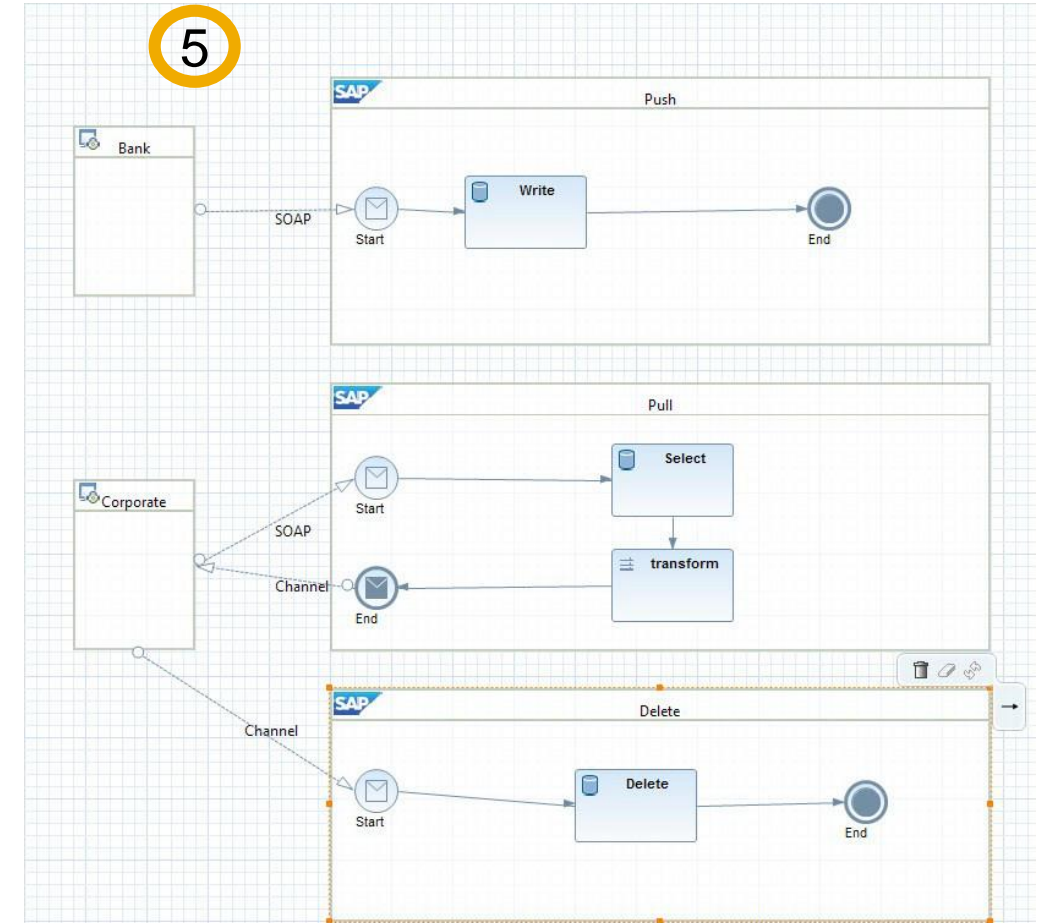 5
SAP
Push
Bank
Write
SOAP
Start
End
SAP
Pull
Select
Corporate
Start
SOAP
transform
Channel
End
SAP
Delete
Channel
Delete
Start
End